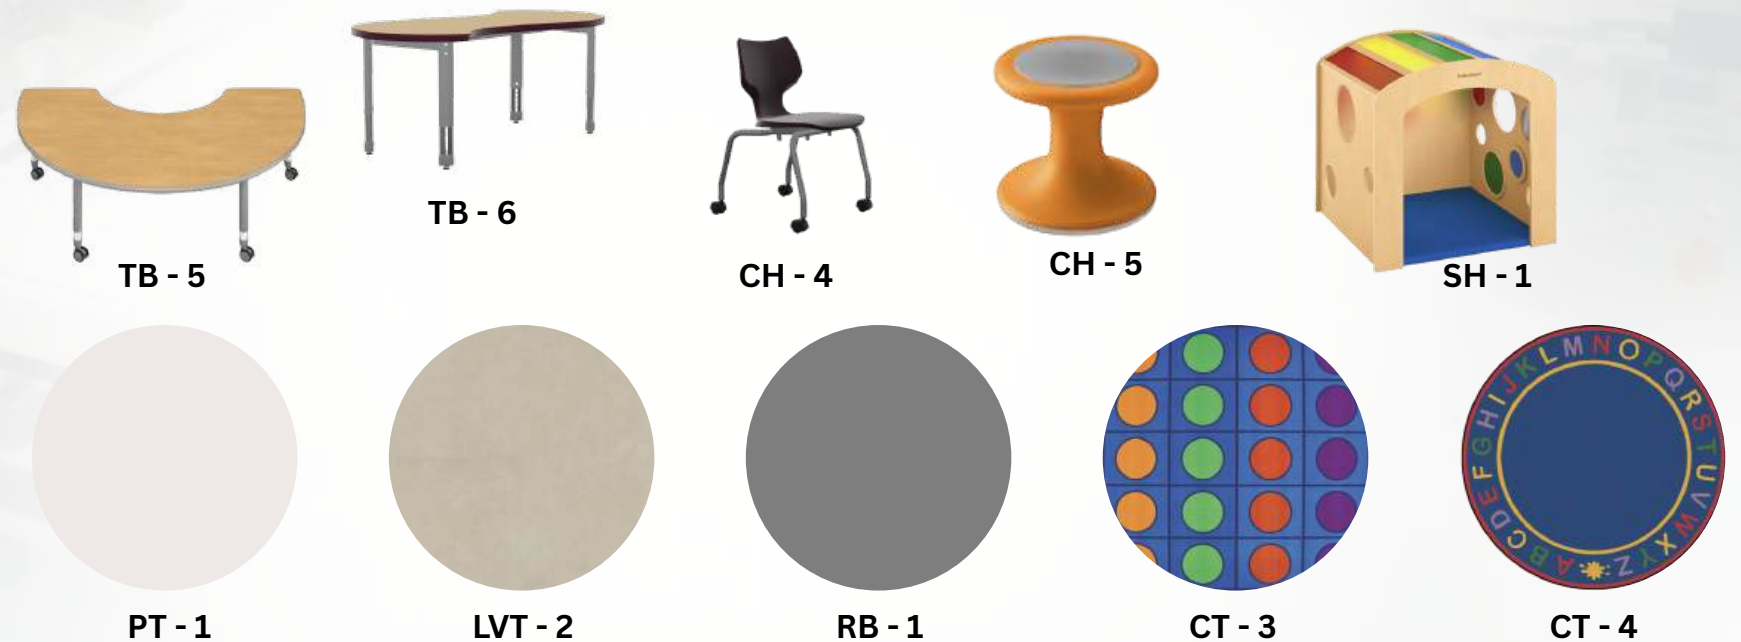 TB - 5
TB - 6
CH - 4
CH - 5
SH - 1
PT - 1
LVT - 2
RB - 1
CT - 3
CT - 4
A B C D E F G H I J K L M N O P Q R S T U V W X Y Z